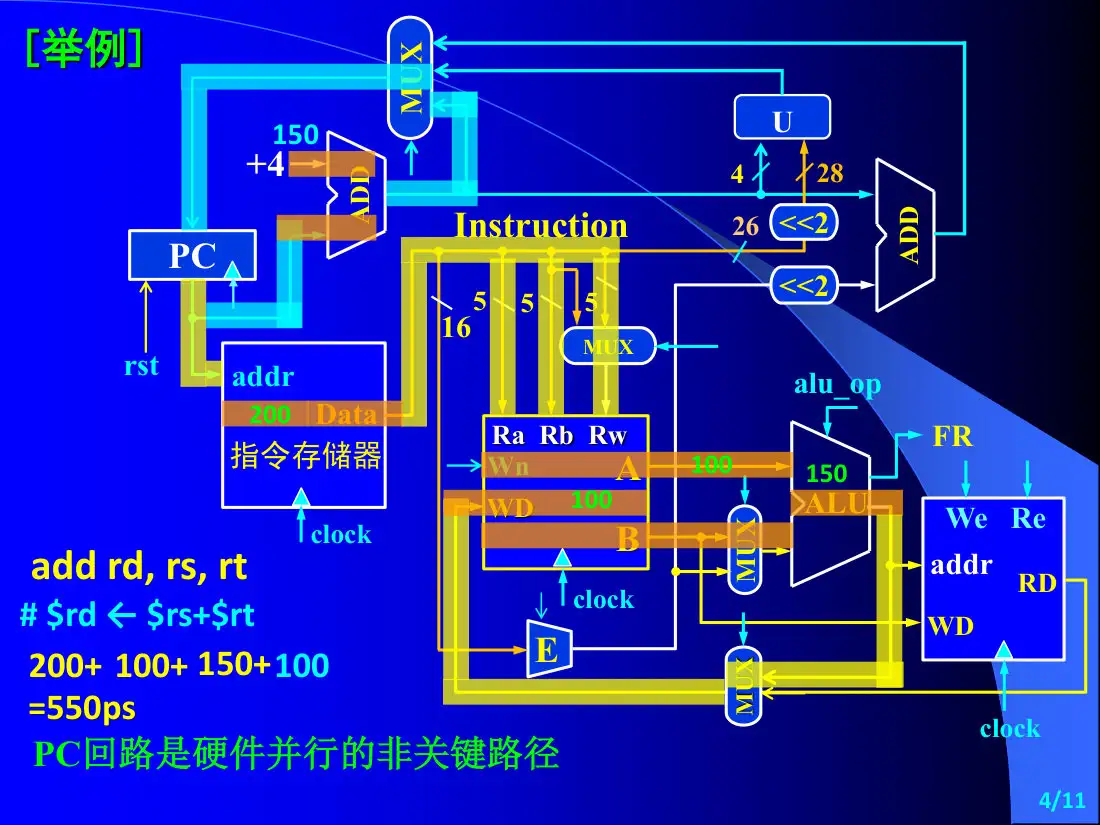 [举例]
MUX
150
+4
ADD
U
4
28
Instruction
26
<<2
ADD
PC
<<2
5
5
5
16
MUX
rst
addr
alu_op
200
Data
Ra Rb Rw
FR
指令存储器
Wn
A
100
150
We Re
WD
100
ALU
clock
B
MUX
addr
RD
add rd, rs, rt
clock
# $rd ← $rs+$rt
WD
E
200+ 100+ 150+ 100
MUX
=550ps
clock
PC回路是硬件并行的非关键路径
4/11